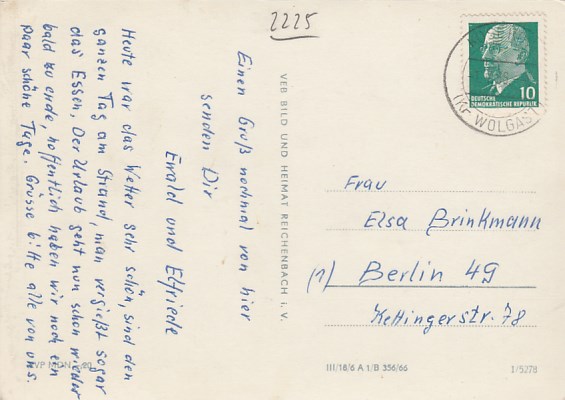 2225
Einen Gruß nochmal von hier
senden Dir
Ewald und Elfriede
Heute war das Wetter sehr schön, sind den
ganzen Tag am Strand, man vergießt sogar
das Essen. Der Urlaub geht nun schon wieder
bald zu ende, hoffentlich haben wir noch ein
paar schöne Tage. Grüsse bitte alle von uns.
VEB BILD UND HEIMAT REICHENBACH i. V.
10
DEUTSCHE
DEMOKRATISCHE REPUBLIK
(Kr WOLGAST)
Frau
Elsa Brinkmann
(1) Berlin 49
Kettingerstr. 78
III/18/6 A 1/B 356/66
1/5278